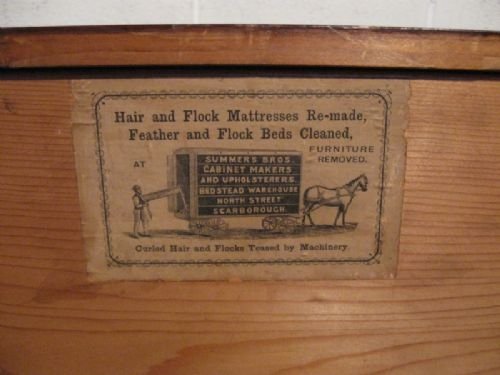 Hair and Flock Mattresses Re-made,
Feather and Flock Beds Cleaned,
FURNITURE
REMOVED.
AT
SUMMERS BROS
CABINET MAKERS
AND UPHOLSTERERS
BEDSTEAD WAREHOUSE
NORTH STREET
SCARBOROUGH.
Curled Hair and Flocks Teased by Machinery